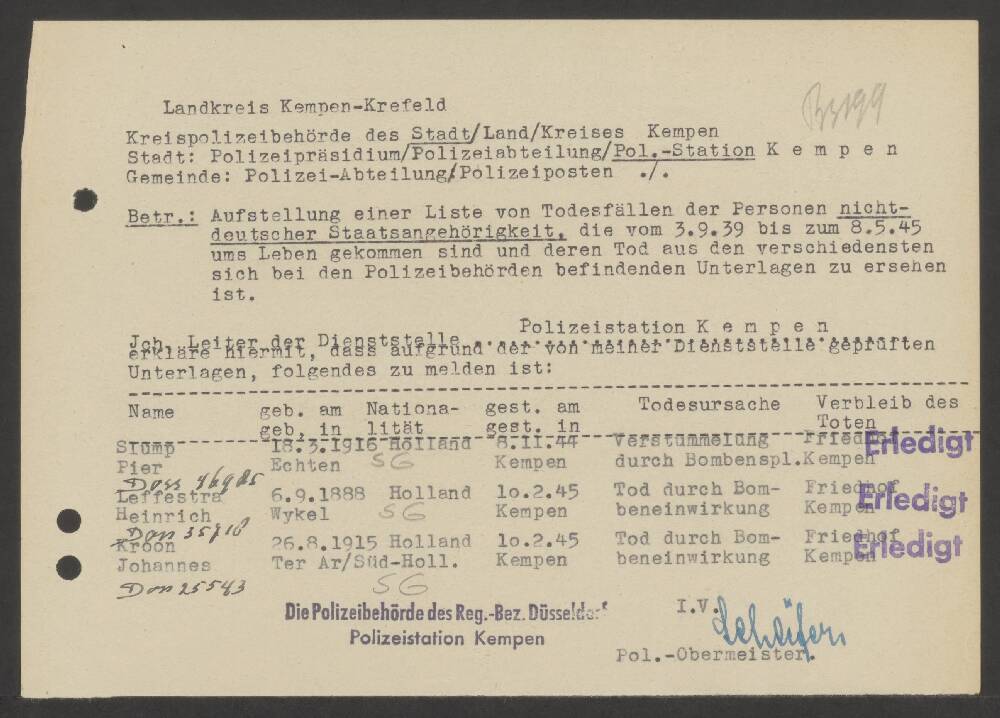 Landkreis Kempen-Krefeld
Kreispolizeibehörde des Stadt/Land/Kreises Kempen
Stadt: Polizeipräsidium/Polizeiabteilung/Pol.-Station K e m p e n
Gemeinde: Polizei-Abteilung/Polizeiposten ./.
Betr.: Aufstellung einer Liste von Todesfällen der Personen nicht-
deutscher Staatsangehörigkeit, die vom 3.9.39 bis zum 8.5.45
ums Leben gekommen sind und deren Tod aus den verschiedensten
sich bei den Polizeibehörden befindenden Unterlagen zu ersehen
ist.
Polizeistation K e m p e n
Jch, Leiter der Dienststelle
erkläre hiermit, dass aufgrund der von meiner Dienststelle geprüften
Unterlagen, folgendes zu melden ist:
Name geb. am Nationa- gest. am Todesursache Verbleib des
geb. in lität gest. in Toten
Stump 18.3.1916 Holland 8.11.44 Verstümmelung Friedhof Erledigt
Pier Echten SG Kempen durch Bombenspl. Kempen
Doss 46985
Leffestra 6.9.1888 Holland 10.2.45 Tod durch Bom- Friedhof Erledigt
Heinrich Wykel SG Kempen beneinwirkung Kempen
Kroon 26.8.1915 Holland 10.2.45 Tod durch Bom- Friedhof Erledigt
Johannes Ter Ar/Süd-Holl. Kempen beneinwirkung Kempen
Doss 25543 SG
Die Polizeibehörde des Reg.-Bez. Düsseldorf I.V.
Polizeistation Kempen Schäfer
Pol.-Obermeister.